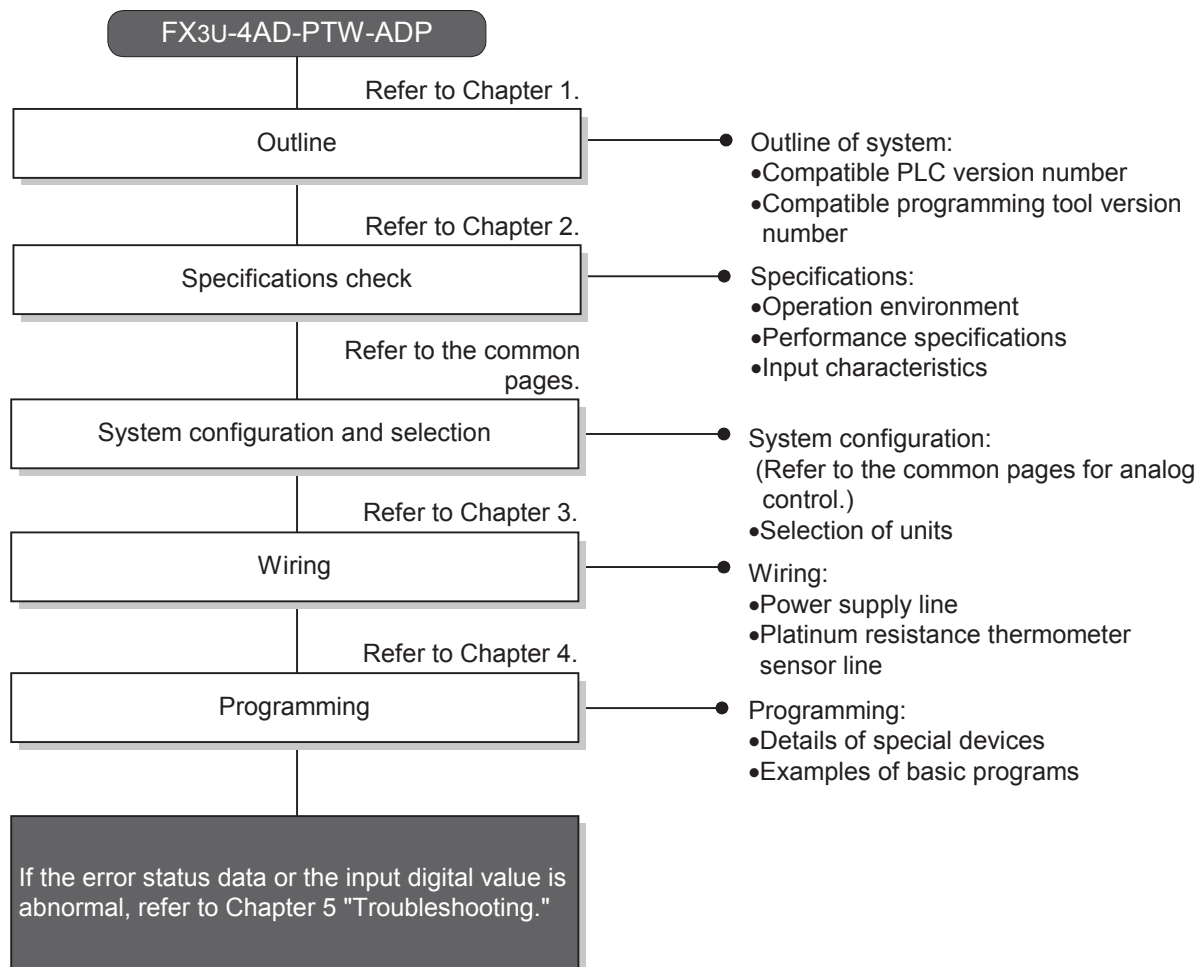 FX3U-4AD-PTW-ADP
Refer to Chapter 1.
Outline
Outline of system:
•Compatible PLC version number
•Compatible programming tool version
number
Refer to Chapter 2.
Specifications check
Specifications:
•Operation environment
•Performance specifications
•Input characteristics
Refer to the common
pages.
System configuration and selection
System configuration:
(Refer to the common pages for analog
control.)
•Selection of units
Refer to Chapter 3.
Wiring
Wiring:
•Power supply line
•Platinum resistance thermometer
sensor line
Refer to Chapter 4.
Programming
Programming:
•Details of special devices
•Examples of basic programs
If the error status data or the input digital value is
abnormal, refer to Chapter 5 "Troubleshooting."